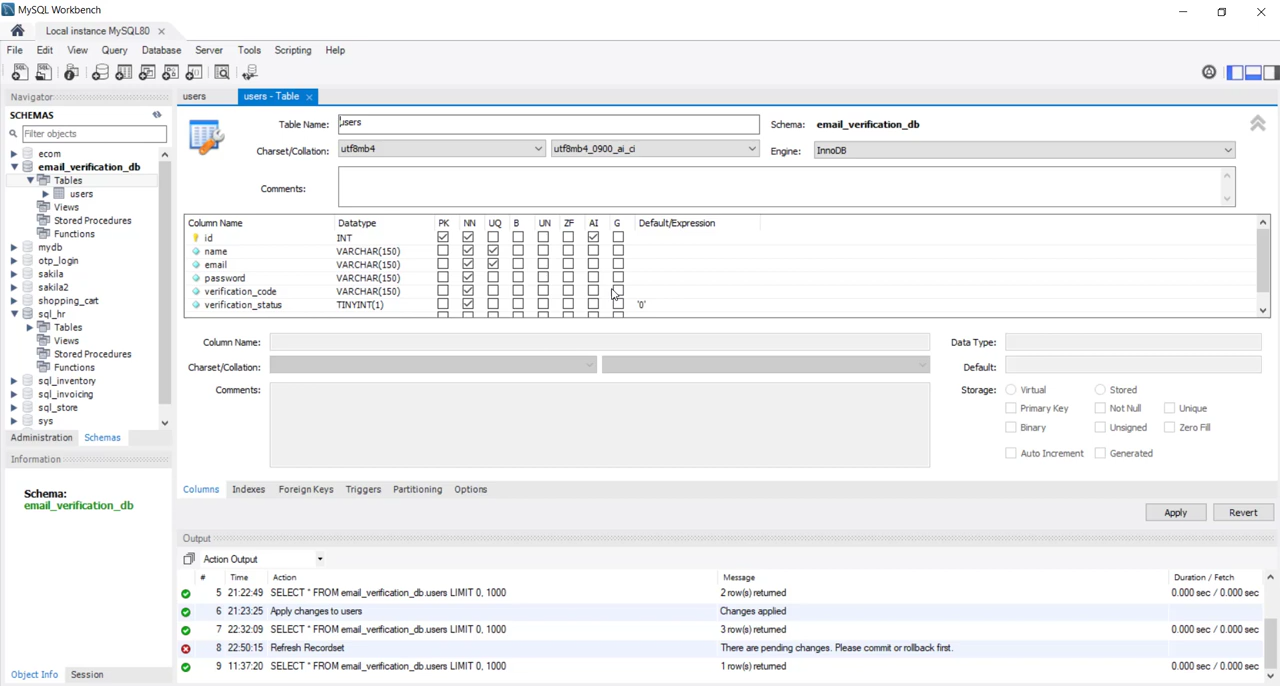 MySQL Workbench
Local instance MySQL80
File Edit View Query Database Server Tools Scripting Help
Navigator
SCHEMAS
Filter objects
ecom
email_verification_db
Tables
users
Views
Stored Procedures
Functions
mydb
otp_login
sakila
sakila2
shopping_cart
sql_hr
Tables
Views
Stored Procedures
Functions
sql_inventory
sql_invoicing
sql_store
sys
Administration Schemas
Information
Schema:
email_verification_db
Object Info Session
users users - Table
Table Name: users Schema: email_verification_db
Charset/Collation: utf8mb4 utf8mb4_0900_ai_ci Engine: InnoDB
Comments:
Column Name Datatype PK NN UQ B UN ZF AI G Default/Expression
id INT
name VARCHAR(150)
email VARCHAR(150)
password VARCHAR(150)
verification_code VARCHAR(150)
verification_status TINYINT(1) '0'
Column Name: Data Type:
Charset/Collation: Default:
Comments: Storage: Virtual Stored
Primary Key Not Null Unique
Binary Unsigned Zero Fill
Auto Increment Generated
Columns Indexes Foreign Keys Triggers Partitioning Options
Apply Revert
Output
Action Output
# Time Action Message Duration / Fetch
5 21:22:49 SELECT * FROM email_verification_db.users LIMIT 0, 1000 2 row(s) returned 0.000 sec / 0.000 sec
6 21:23:25 Apply changes to users Changes applied
7 22:32:09 SELECT * FROM email_verification_db.users LIMIT 0, 1000 3 row(s) returned 0.000 sec / 0.000 sec
8 22:50:15 Refresh Recordset There are pending changes. Please commit or rollback first.
9 11:37:20 SELECT * FROM email_verification_db.users LIMIT 0, 1000 1 row(s) returned 0.000 sec / 0.000 sec